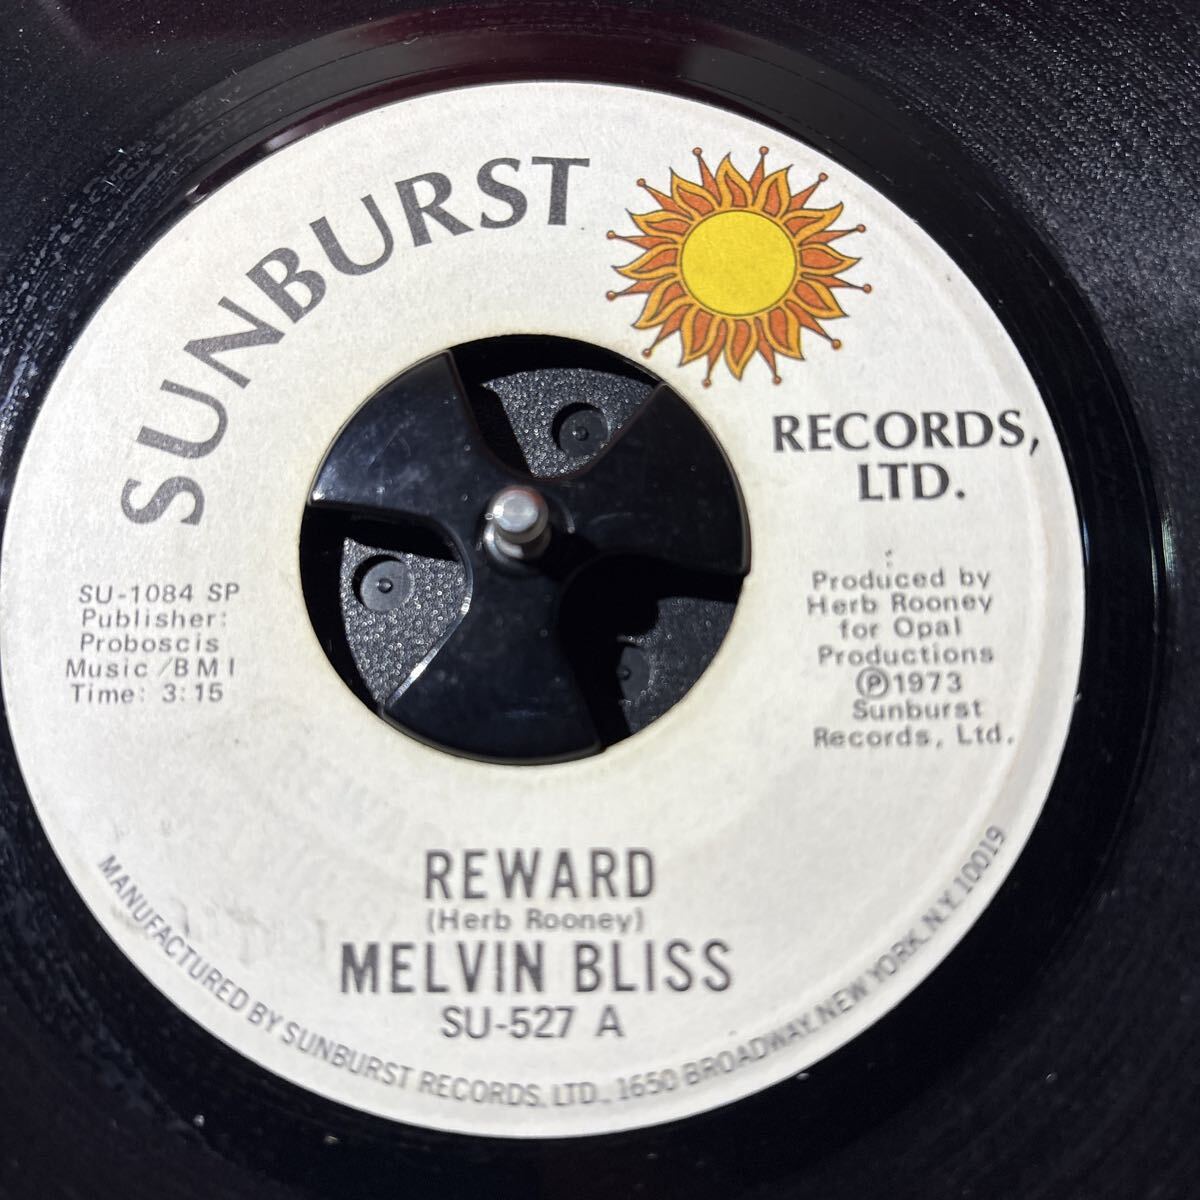 SUNBURST
RECORDS,
LTD.
SU-1084 SP
Publisher:
Proboscis
Music/BMI
Time: 3:15
Produced by
Herb Rooney
for Opal
Productions
Ⓟ1973
Sunburst
Records, Ltd.
REWARD
(Herb Rooney)
MELVIN BLISS
SU-527 A
MANUFACTURED BY SUNBURST RECORDS, LTD., 1650 BROADWAY, NEW YORK, N.Y. 10019